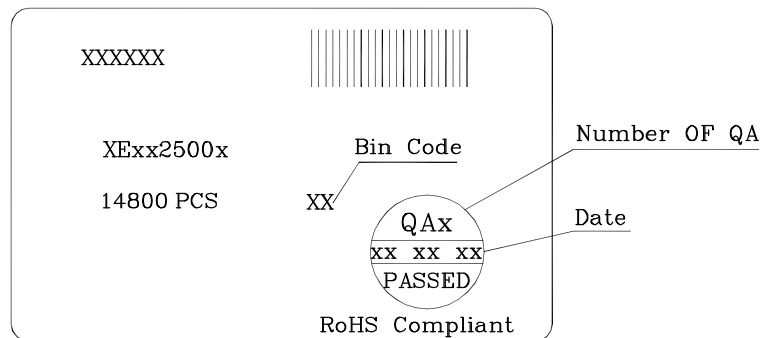 XXXXXX
Number OF QA
XExx2500x
Bin Code
14800 PCS
XX
QAx
Date
xx xx xx
PASSED
RoHS Compliant